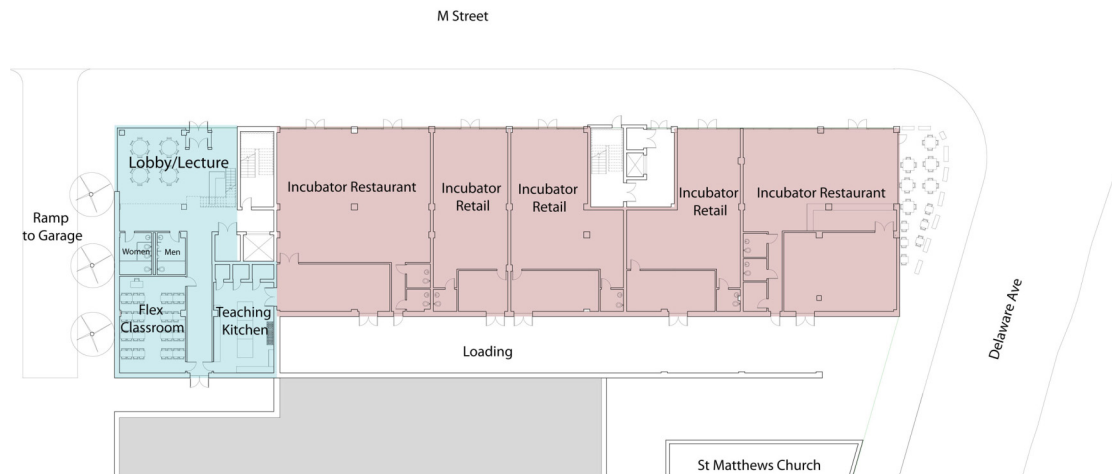 M Street
Lobby/Lecture
Incubator Restaurant
Incubator
Retail
Incubator
Retail
Incubator
Retail
Incubator Restaurant
Ramp
to Garage
Women
Men
Flex
Classroom
Teaching
Kitchen
Loading
Delaware Ave
St Matthews Church